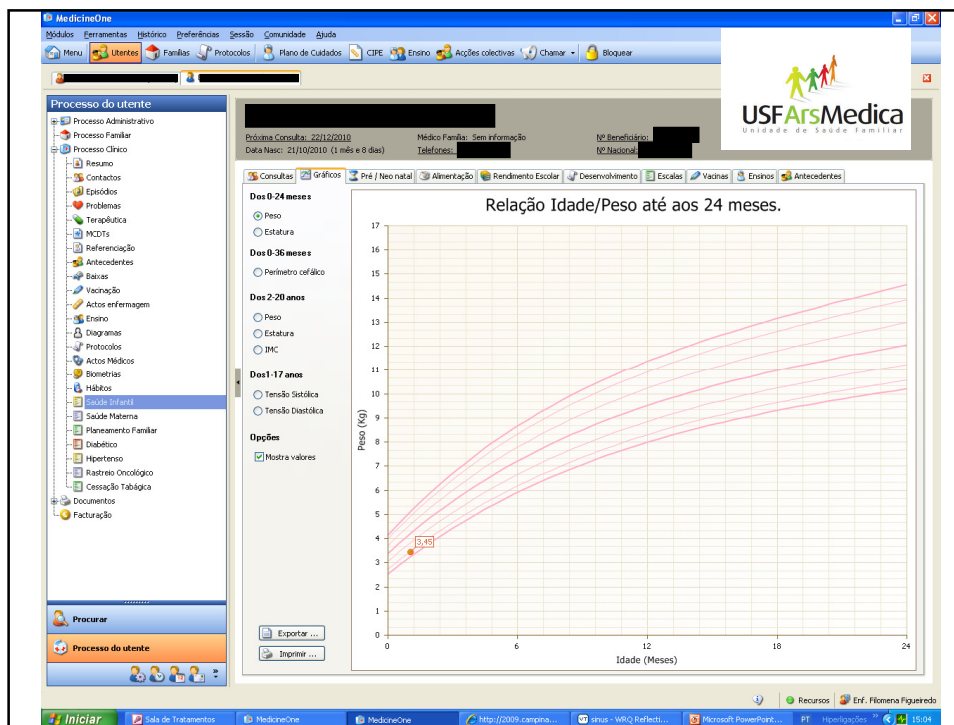 MedicineOne
Módulos Ferramentas Histórico Preferências Sessão Comunidade Ajuda
Menu Utentes Famílias Protocolos Plano de Cuidados CIPE Ensino Acções colectivas Chamar Bloquear
USFArsMedica
Unidade de Saúde Familiar
Processo do utente
Processo Administrativo
Processo Familiar
Processo Clínico
Resumo
Contactos
Episódios
Problemas
Terapêutica
MCDTs
Referenciação
Antecedentes
Baixas
Vacinação
Actos enfermagem
Ensino
Diagramas
Protocolos
Actos Médicos
Biometrias
Hábitos
Saúde Infantil
Saúde Materna
Planeamento Familiar
Diabético
Hipertenso
Rastreio Oncológico
Cessação Tabágica
Documentos
Facturação
Procurar
Processo do utente
Próxima Consulta: 22/12/2010 Médico Família: Sem informação Nº Beneficiário:
Data Nasc: 21/10/2010 (1 mês e 8 dias) Telefones: Nº Nacional:
Consultas Gráficos Pré / Neo natal Alimentação Rendimento Escolar Desenvolvimento Escalas Vacinas Ensinos Antecedentes
Dos 0-24 meses
Peso
Estatura
Dos 0-36 meses
Perímetro cefálico
Dos 2-20 anos
Peso
Estatura
IMC
Dos1-17 anos
Tensão Sistólica
Tensão Diastólica
Opções
Mostra valores
Exportar ...
Imprimir ...
Relação Idade/Peso até aos 24 meses.
Peso (Kg)
17
16
15
14
13
12
11
10
9
8
7
6
5
4
3
2
1
0
3,45
0 6 12 18 24
Idade (Meses)
Recursos Enf. Filomena Figueiredo
Iniciar Sala de Tratamentos MedicineOne MedicineOne http://2009.campina... sinus - WRQ Reflecti... Microsoft PowerPoint... PT Hiperligações 15:04